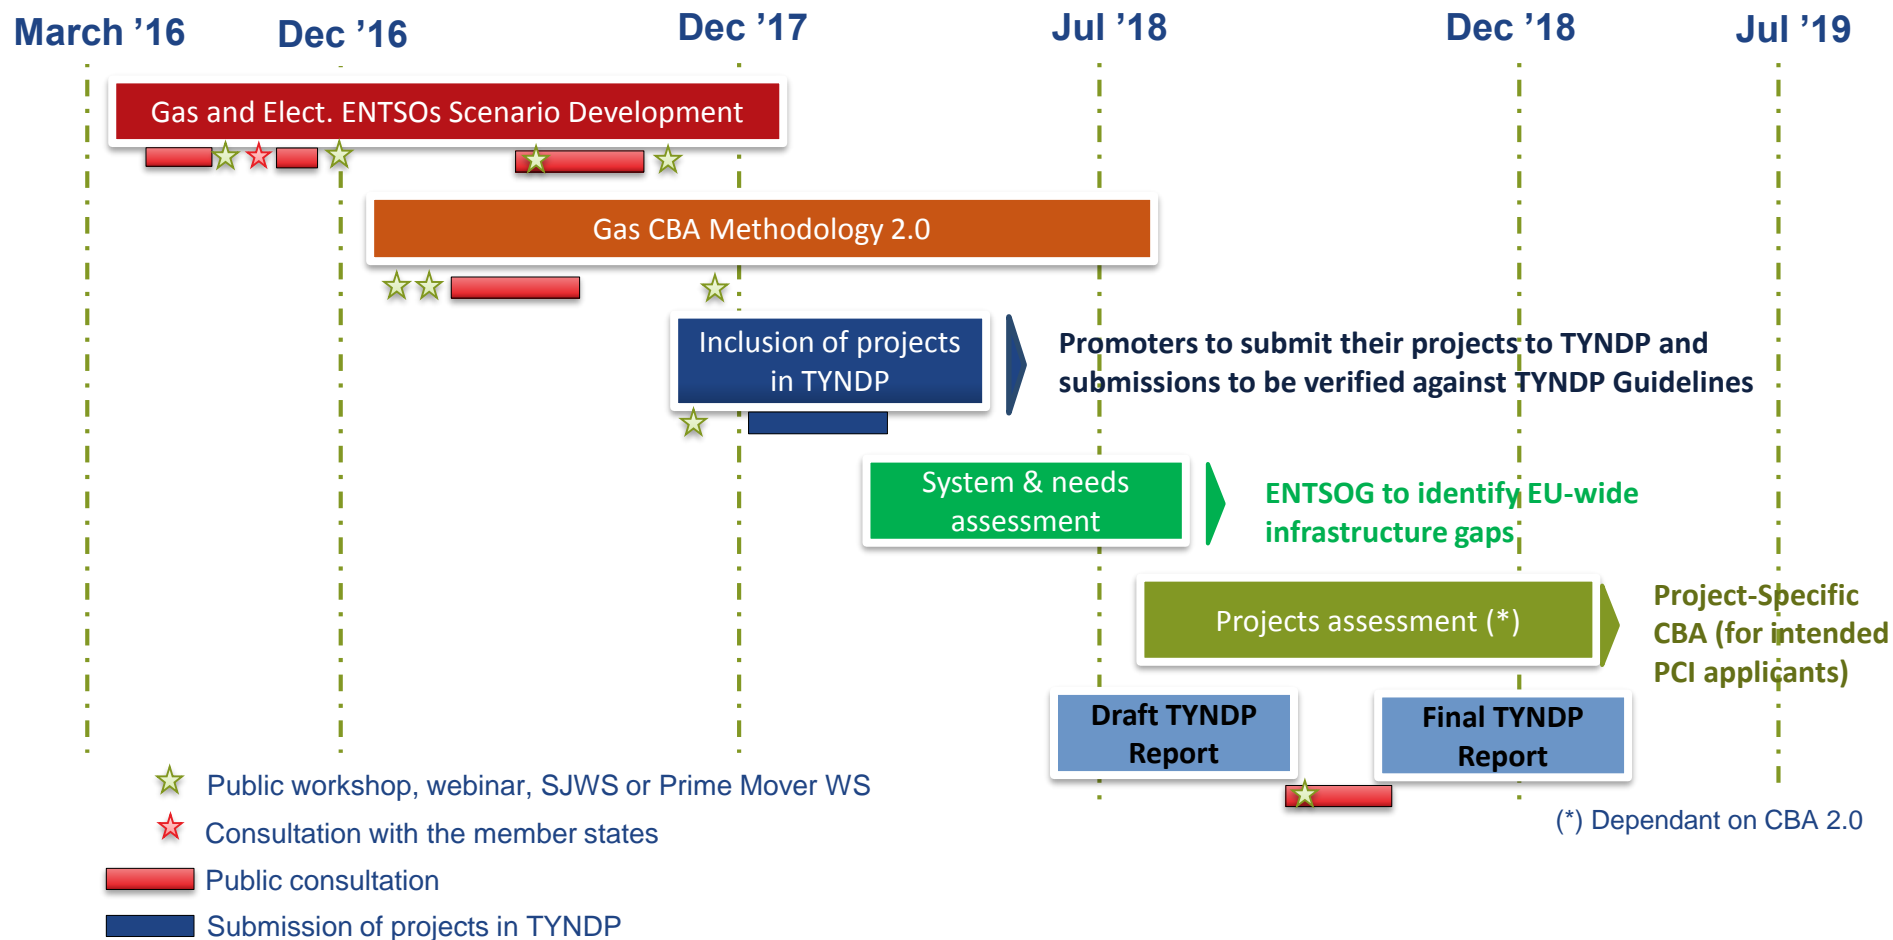 March ’16
Dec ’16
Dec ’17
Jul ’18
Dec ’18
Jul ’19
Gas and Elect. ENTSOs Scenario Development
Gas CBA Methodology 2.0
Inclusion of projects
in TYNDP
Promoters to submit their projects to TYNDP and
submissions to be verified against TYNDP Guidelines
System & needs
assessment
ENTSOG to identify EU-wide
infrastructure gaps
Projects assessment (*)
Project-Specific
CBA (for intended
PCI applicants)
Draft TYNDP
Report
Final TYNDP
Report
Public workshop, webinar, SJWS or Prime Mover WS
Consultation with the member states
Public consultation
Submission of projects in TYNDP
(*) Dependant on CBA 2.0